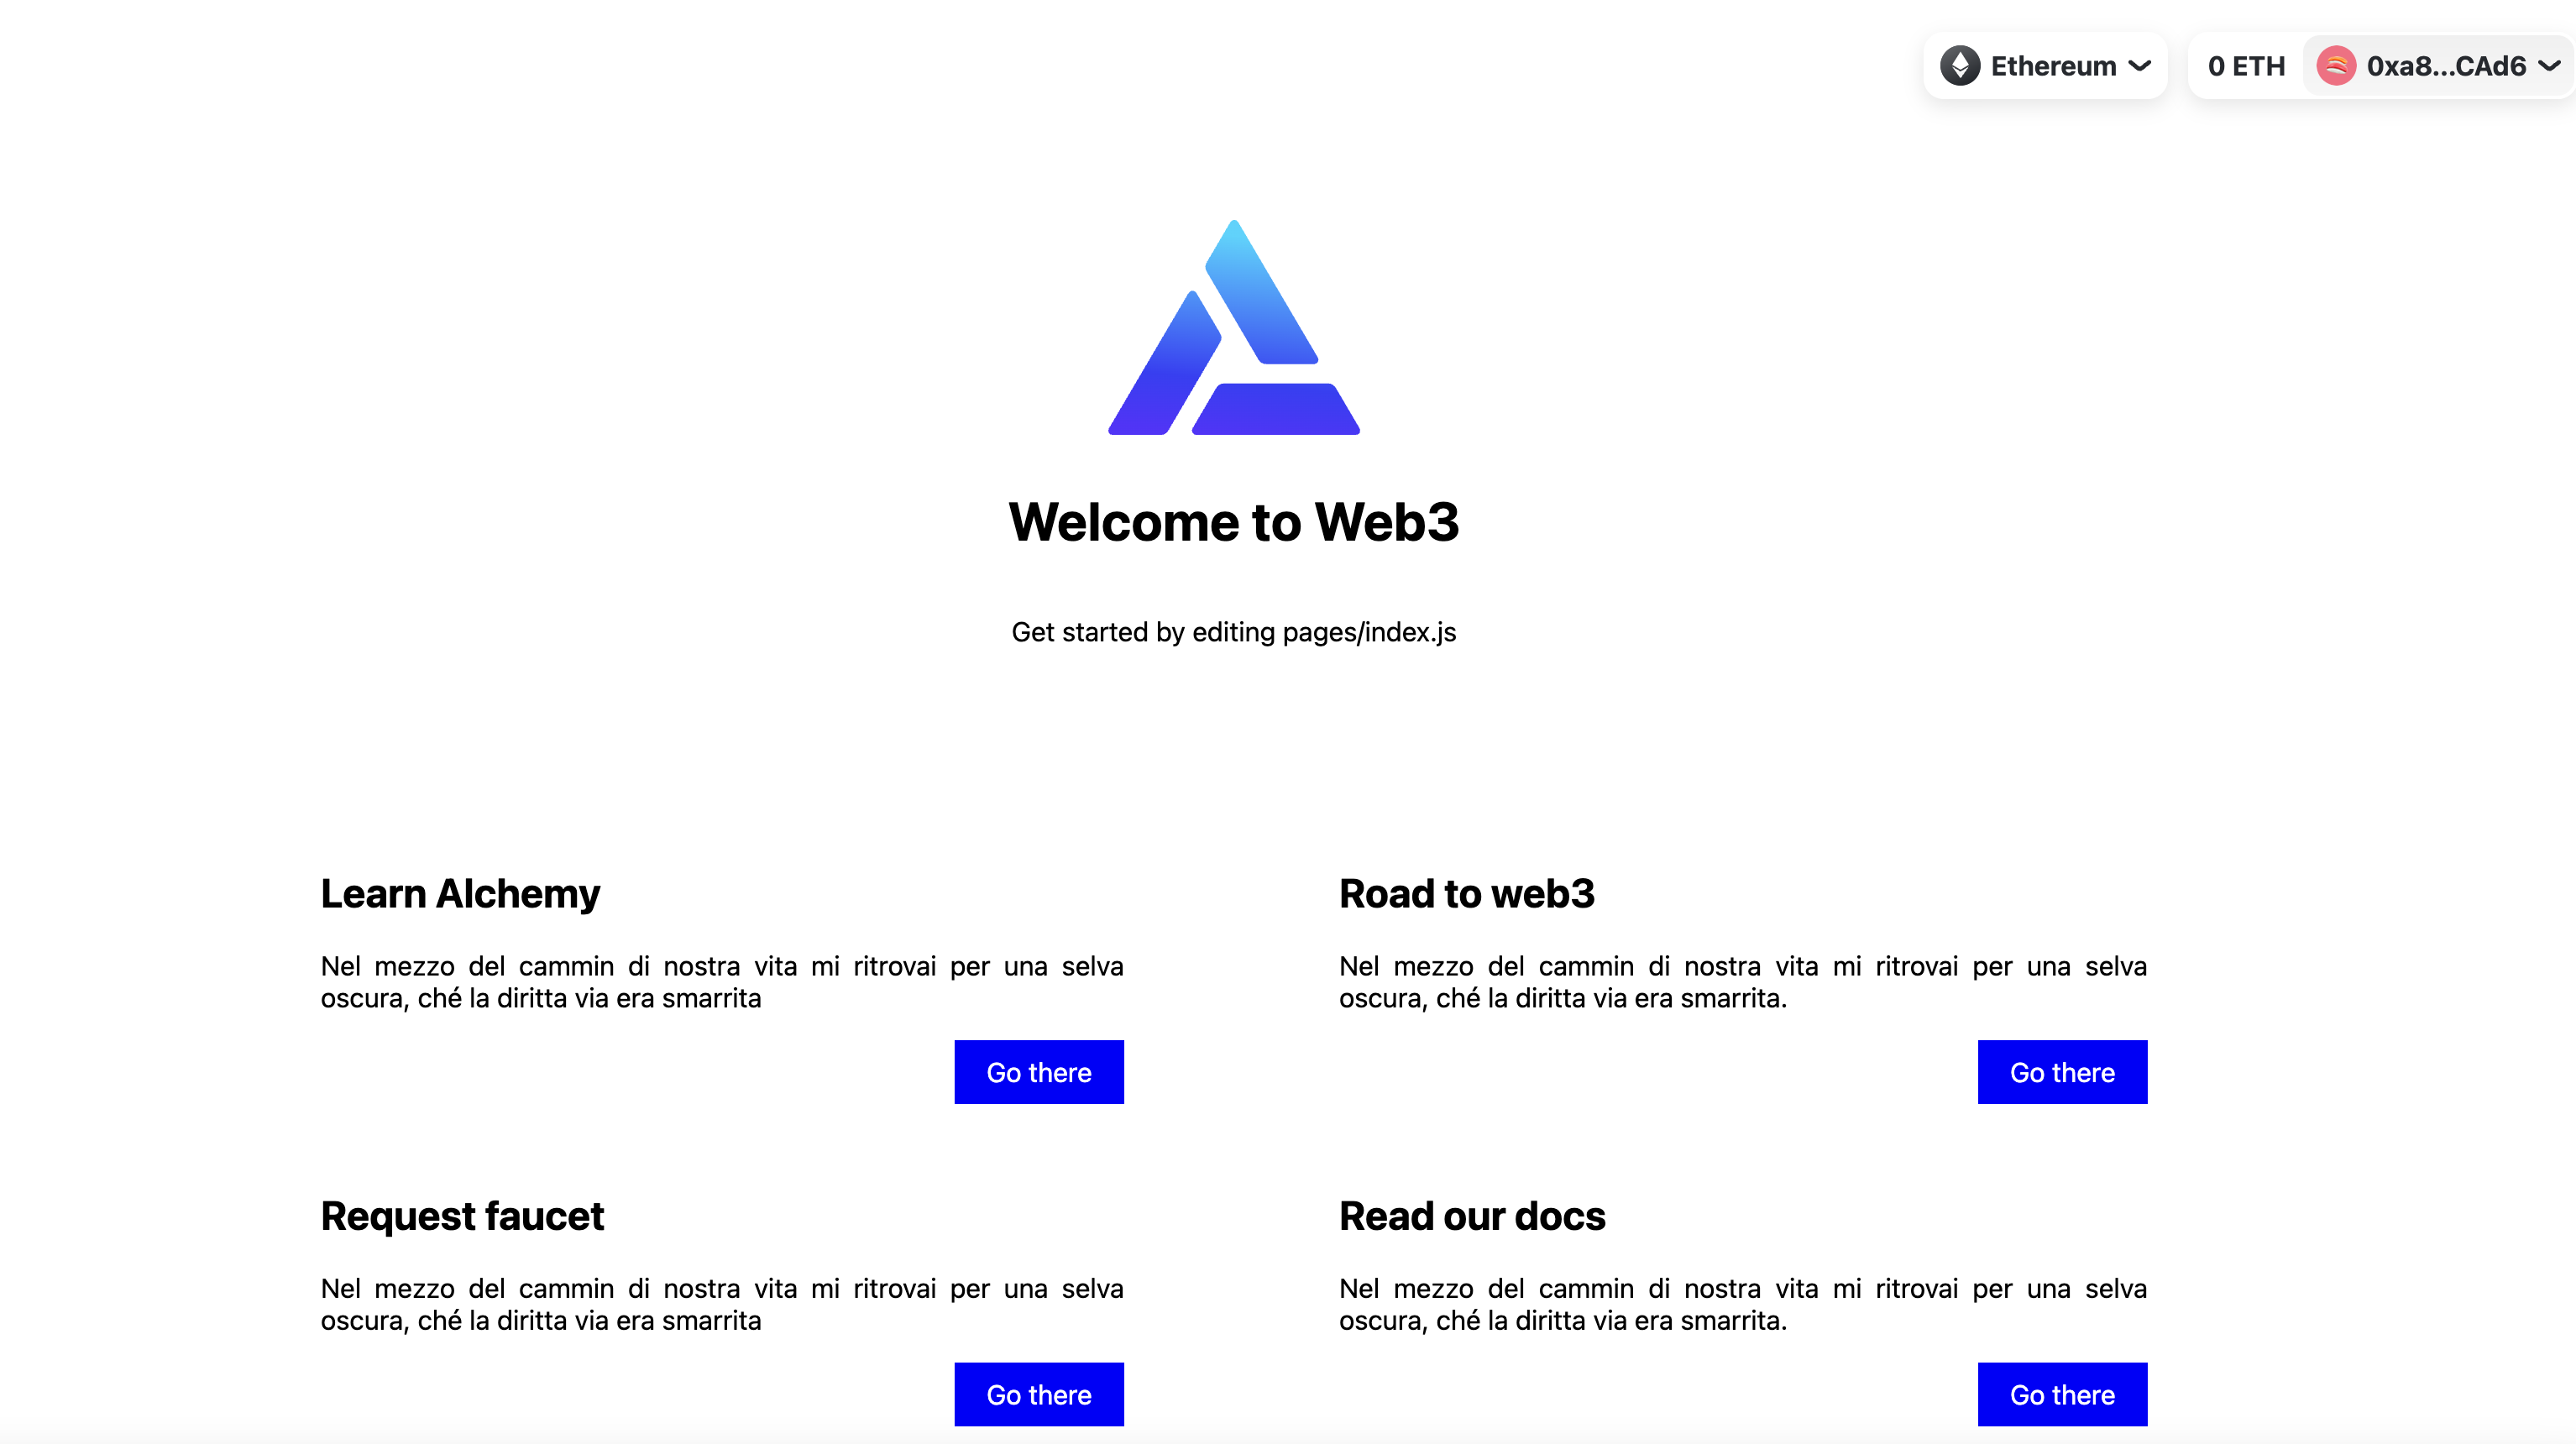 Ethereum
0 ETH 0xa8...CAd6
Welcome to Web3
Get started by editing pages/index.js
Learn Alchemy
Nel mezzo del cammin di nostra vita mi ritrovai per una selva
oscura, ché la diritta via era smarrita
Go there
Road to web3
Nel mezzo del cammin di nostra vita mi ritrovai per una selva
oscura, ché la diritta via era smarrita.
Go there
Request faucet
Nel mezzo del cammin di nostra vita mi ritrovai per una selva
oscura, ché la diritta via era smarrita
Go there
Read our docs
Nel mezzo del cammin di nostra vita mi ritrovai per una selva
oscura, ché la diritta via era smarrita.
Go there